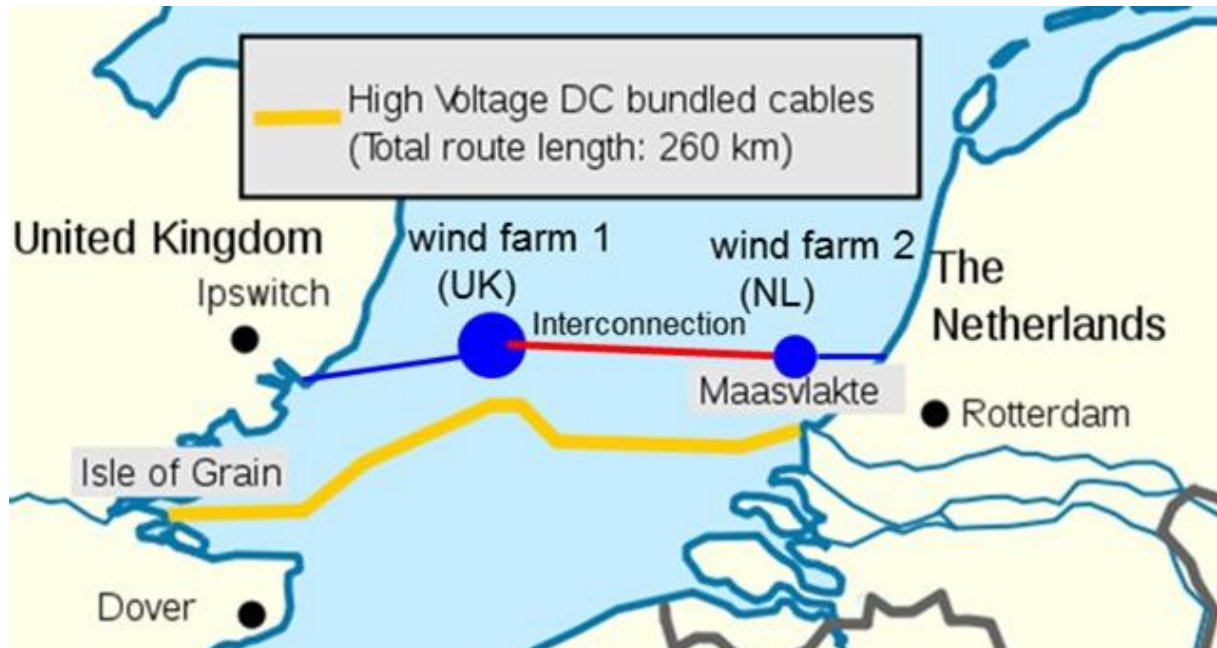 High Voltage DC bundled cables
(Total route length: 260 km)
United Kingdom
Ipswitch
wind farm 1
(UK)
Interconnection
wind farm 2
(NL)
The
Netherlands
Maasvlakte
Rotterdam
Isle of Grain
Dover